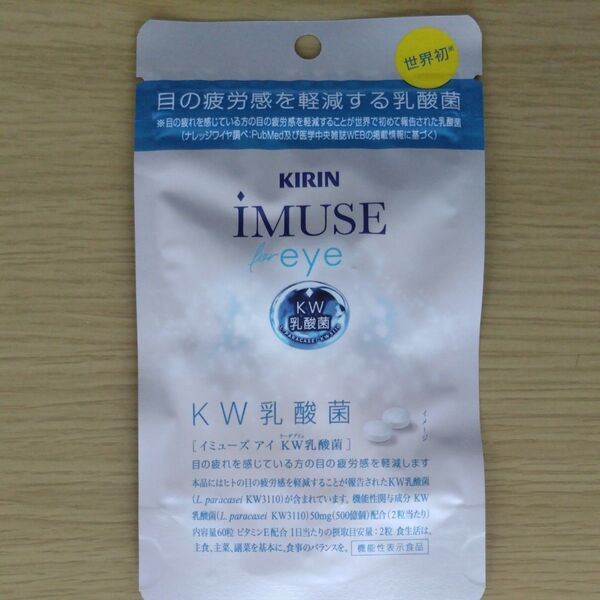 世界初※
目の疲労感を軽減する乳酸菌
※目の疲れを感じている方の目の疲労感を軽減することが世界で初めて報告された乳酸菌
(ナレッジワイヤ調べ:PubMed及び医学中央雑誌WEBの掲載情報に基づく)
KIRIN
iMUSE
for eye
KW
乳酸菌
L. PARACASEI KW3110
KW乳酸菌
イメージ
[イミューズ アイ KW乳酸菌]
目の疲れを感じている方の目の疲労感を軽減します
本品にはヒトの目の疲労感を軽減することが報告されたKW乳酸菌
(L. paracasei KW3110)が含まれています。機能性関与成分 KW
乳酸菌(L. paracasei KW3110)50mg(500億個)配合(2粒当たり)
内容量60粒 ビタミンE配合 1日当たりの摂取目安量:2粒 食生活は、
主食、主菜、副菜を基本に、食事のバランスを。 機能性表示食品